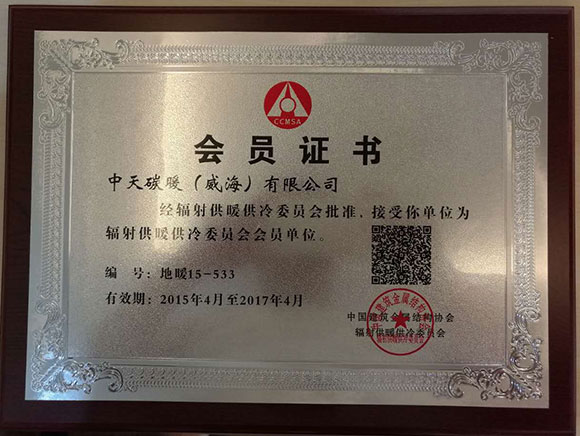 CCMSA
会员证书
中天碳暖（威海）有限公司
经辐射供暖供冷委员会批准、接受你单位为
辐射供暖供冷委员会会员单位。
编 号：地暖15-533
有效期：2015年4月至2017年4月
中国建筑金属结构协会
辐射供暖供冷委员会